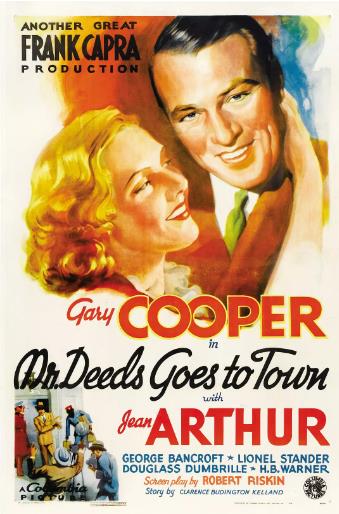 ANOTHER GREAT
FRANK CAPRA
PRODUCTION
Gary COOPER
in
Mr. Deeds Goes to Town
with
Jean ARTHUR
GEORGE BANCROFT ★ LIONEL STANDER
DOUGLASS DUMBRILLE ★ H.B. WARNER
Screen play by ROBERT RISKIN
Story by CLARENCE BUDINGTON KELLAND
A Columbia
PICTURE